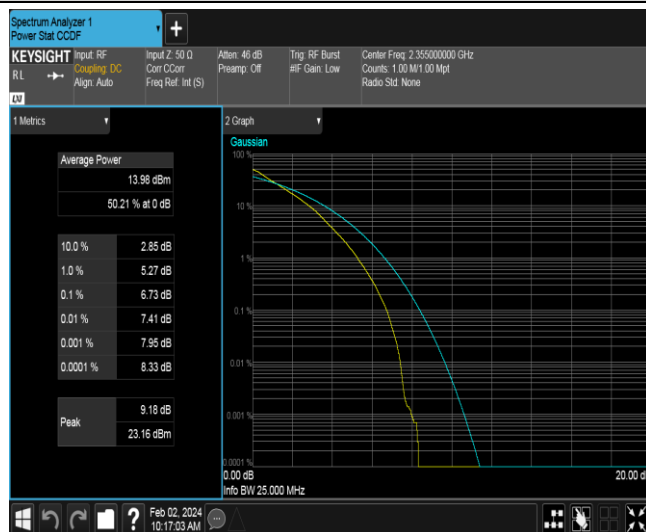 Spectrum Analyzer 1
Power Stat CCDF
KEYSIGHT
RL
LXI
Input: RF
Coupling: DC
Align: Auto
Input Z: 50 Ω
Corr CCorr
Freq Ref: Int (S)
Atten: 46 dB
Preamp: Off
Trig: RF Burst
#IF Gain: Low
Center Freq: 2.355000000 GHz
Counts: 1.00 M/1.00 Mpt
Radio Std: None
1 Metrics
Average Power
13.98 dBm
50.21 % at 0 dB
10.0 % 2.85 dB
1.0 % 5.27 dB
0.1 % 6.73 dB
0.01 % 7.41 dB
0.001 % 7.95 dB
0.0001 % 8.33 dB
Peak
9.18 dB
23.16 dBm
2 Graph
Gaussian
100 %
10 %
1 %
0.1 %
0.01 %
0.001 %
0.0001 %
0.00 dB
20.00 d
Info BW 25.000 MHz
Feb 02, 2024
10:17:03 AM